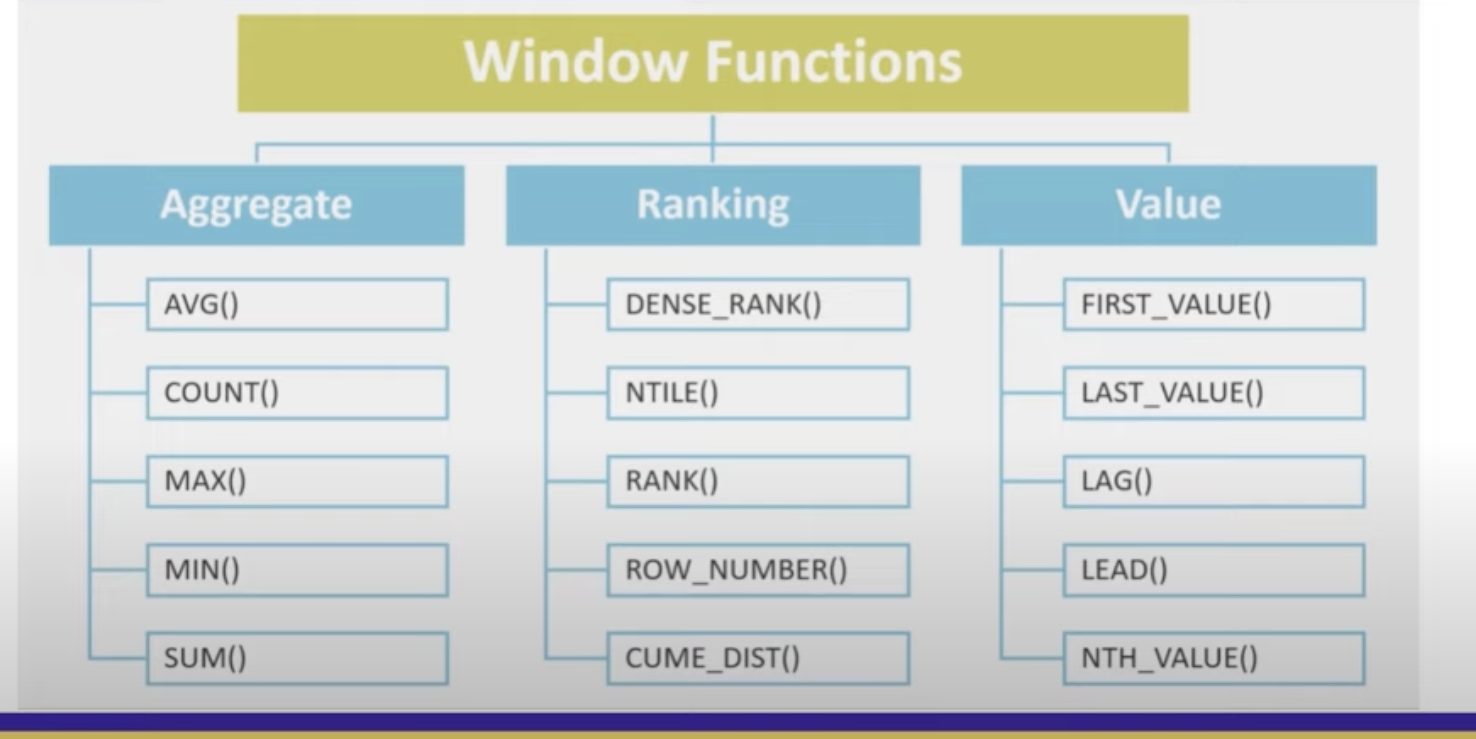 Window Functions
Aggregate
AVG()
COUNT()
MAX()
MIN()
SUM()
Ranking
DENSE_RANK()
NTILE()
RANK()
ROW_NUMBER()
CUME_DIST()
Value
FIRST_VALUE()
LAST_VALUE()
LAG()
LEAD()
NTH_VALUE()